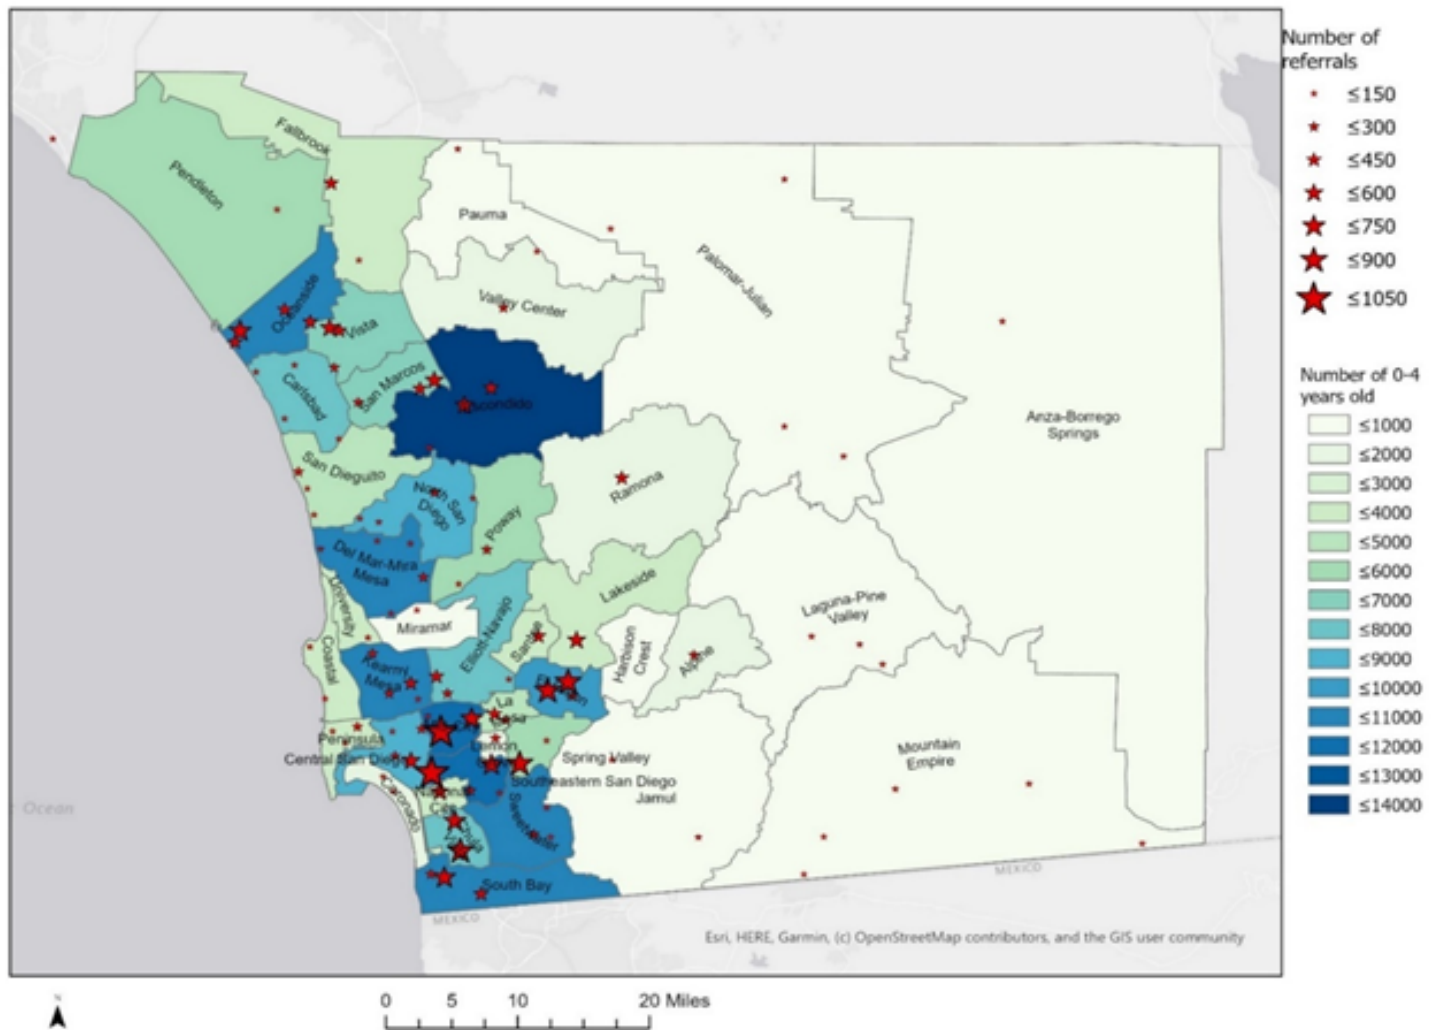 Number of
referrals
≤150
≤300
≤450
≤600
≤750
≤900
≤1050
Number of 0-4
years old
≤1000
≤2000
≤3000
≤4000
≤5000
≤6000
≤7000
≤8000
≤9000
≤10000
≤11000
≤12000
≤13000
≤14000
Fallbrook
Pendleton
Pauma
Palomar-Julian
Valley Center
Oceanside
Vista
San Marcos
Carlsbad
Anza-Borrego
Springs
San Dieguito
North San
Diego
Ramona
Poway
Del Mar-Mira
Mesa
University
Lakeside
Miramar
Elliott-Navajo
Laguna-Pine
Valley
Coastal
Harbison
Crest
Alpine
Mesa
La
Peninsula
Central San Diego
Spring Valley
Southeastern San Diego
Jamul
Mountain
Empire
Coronado
Sweetwater
South Bay
Ocean
MEXICO
MEXICO
Esri, HERE, Garmin, (c) OpenStreetMap contributors, and the GIS user community
N
0 5 10 20 Miles